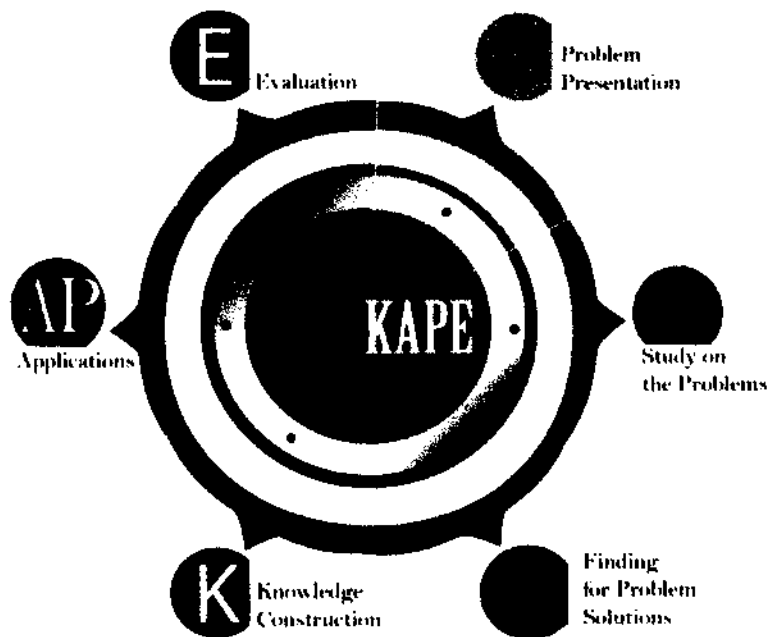 E
Evaluation
Problem
Presentation
AP
Applications
KAPE
Study on
the Problems
K
Knowledge
Construction
Finding
for Problem
Solutions